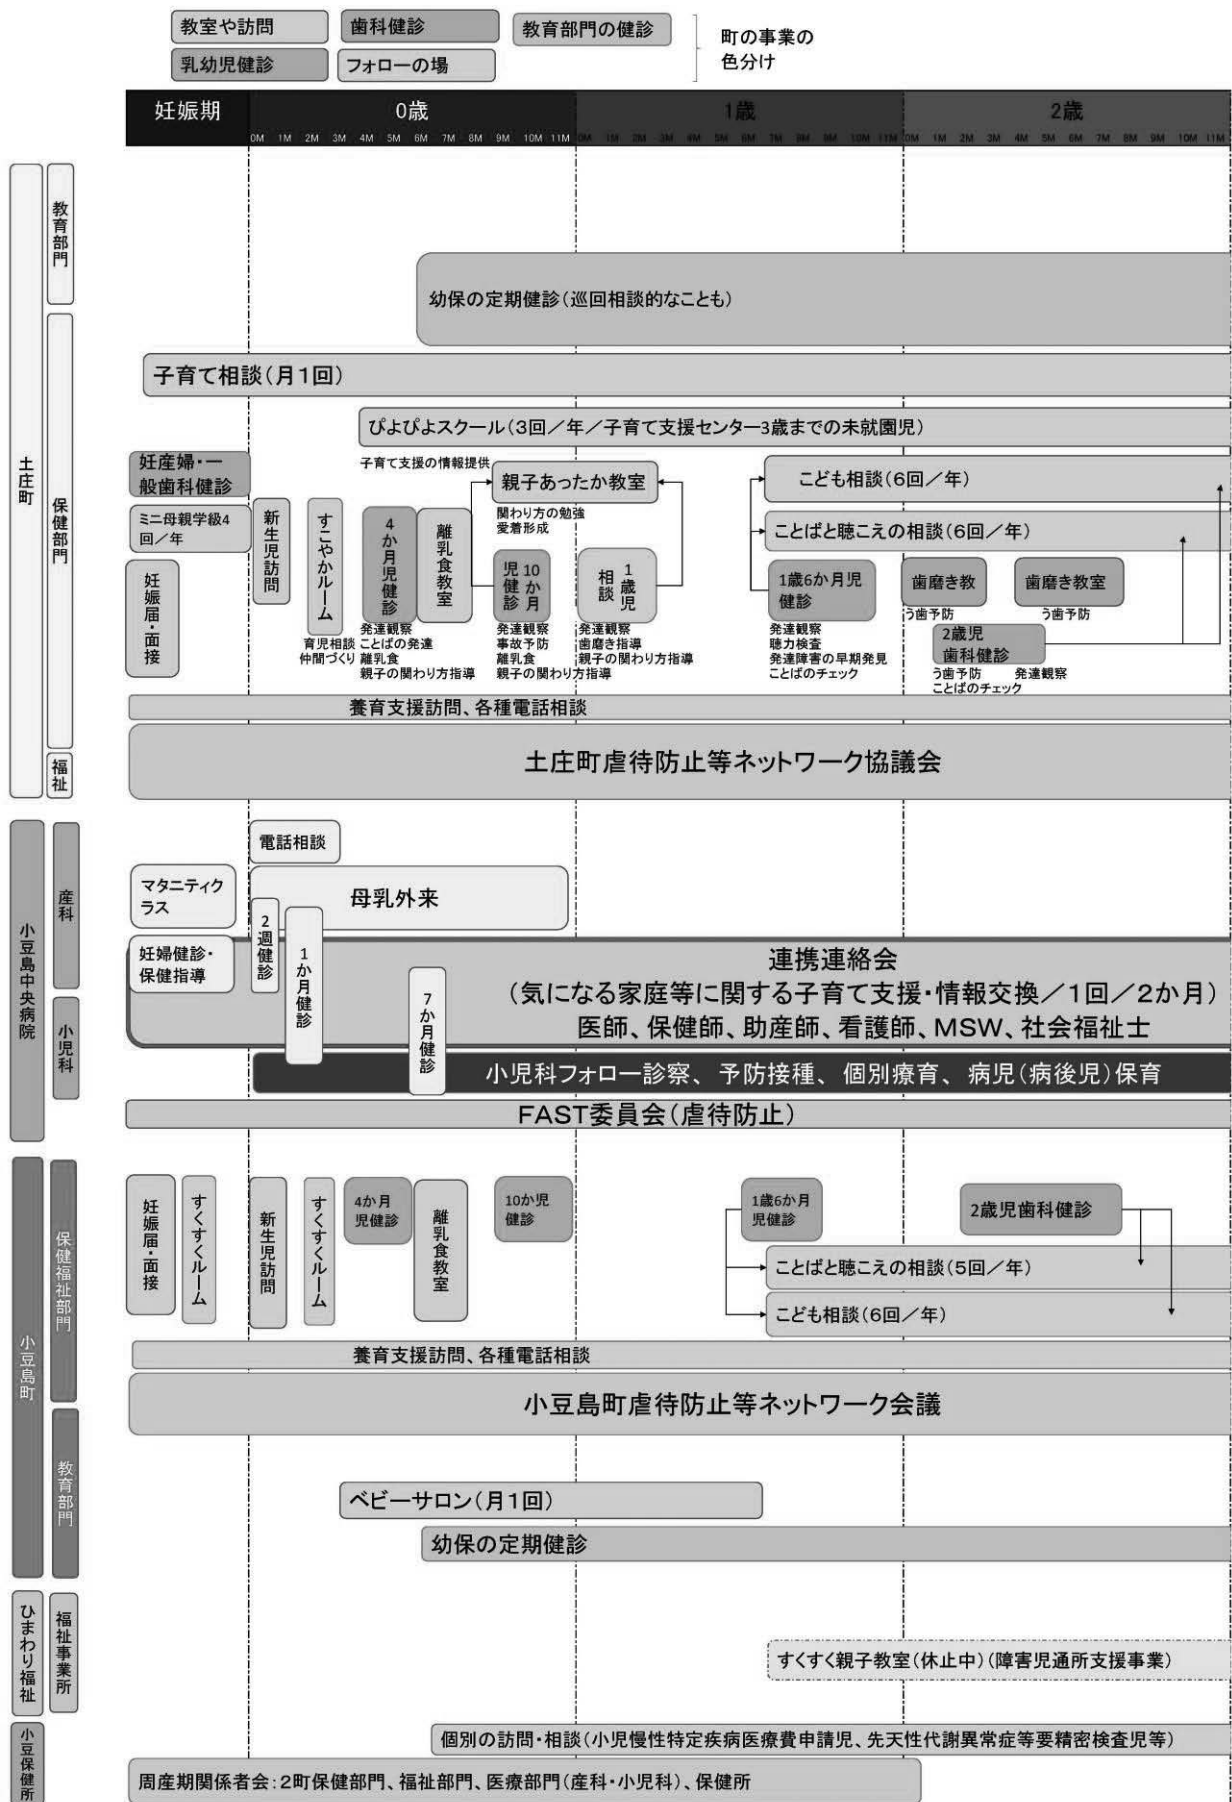 教室や訪問
歯科健診
教育部門の健診
乳幼児健診
フォローの場
町の事業の
色分け
妊娠期
0歳
1歳
2歳
0M 1M 2M 3M 4M 5M 6M 7M 8M 9M 10M 11M 0M 1M 2M 3M 4M 5M 6M 7M 8M 9M 10M 11M 0M 1M 2M 3M 4M 5M 6M 7M 8M 9M 10M 11M
土庄町
教育部門
幼保の定期健診(巡回相談的なことも)
保健部門
子育て相談(月1回)
ぴよぴよスクール(3回/年/子育て支援センター3歳までの未就園児)
子育て支援の情報提供
妊産婦・一
般歯科健診
ミニ母親学級4
回/年
妊娠届・面接
新生児訪問
すこやかルーム
育児相談
仲間づくり
4か月児健診
発達観察
ことばの発達
離乳食
親子の関わり方指導
離乳食教室
親子あったか教室
関わり方の勉強
愛着形成
10か月
児健診
発達観察
事故予防
離乳食
親子の関わり方指導
1歳児
相談
発達観察
歯磨き指導
親子の関わり方指導
こども相談(6回/年)
ことばと聴こえの相談(6回/年)
1歳6か月児
健診
発達観察
聴力検査
発達障害の早期発見
ことばのチェック
歯磨き教
う歯予防
歯磨き教室
う歯予防
2歳児
歯科健診
う歯予防 発達観察
ことばのチェック
養育支援訪問、各種電話相談
福祉
土庄町虐待防止等ネットワーク協議会
小豆島中央病院
産科
電話相談
マタニティク
ラス
母乳外来
妊婦健診・
保健指導
2週健診
1か月健診
7か月健診
連携連絡会
(気になる家庭等に関する子育て支援・情報交換/1回/2か月)
医師、保健師、助産師、看護師、MSW、社会福祉士
小児科
小児科フォロー診察、予防接種、個別療育、病児(病後児)保育
FAST委員会(虐待防止)
小豆島町
保健福祉部門
妊娠届・面接
すくすくルーム
新生児訪問
すくすくルーム
4か月
児健診
離乳食教室
10か児
健診
1歳6か月
児健診
2歳児歯科健診
ことばと聴こえの相談(5回/年)
こども相談(6回/年)
養育支援訪問、各種電話相談
小豆島町虐待防止等ネットワーク会議
教育部門
ベビーサロン(月1回)
幼保の定期健診
ひまわり福祉
福祉事業所
すくすく親子教室(休止中)(障害児通所支援事業)
小豆保健所
個別の訪問・相談(小児慢性特定疾病医療費申請児、先天性代謝異常症等要精密検査児等)
周産期関係者会:2町保健部門、福祉部門、医療部門(産科・小児科)、保健所